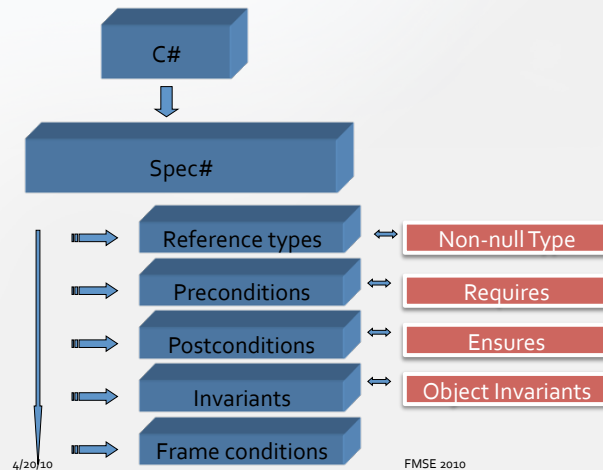 C#
Spec#
Reference types
Non-null Type
Preconditions
Requires
Postconditions
Ensures
Invariants
Object Invariants
Frame conditions
4/20/10
FMSE 2010